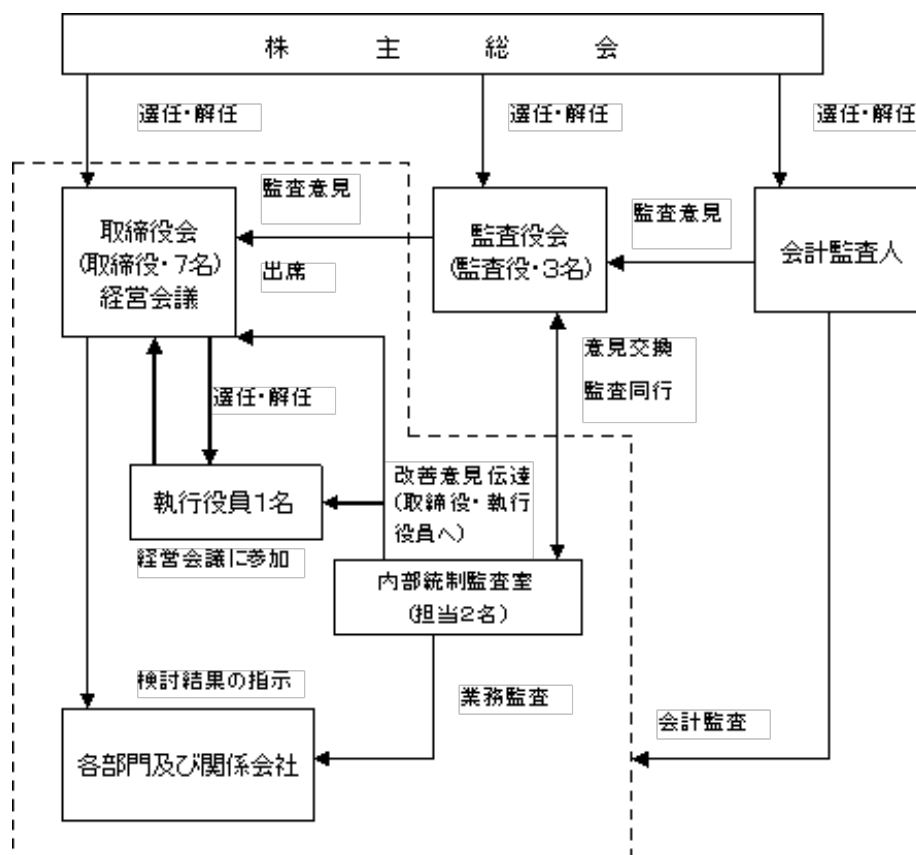 株主総会
選任・解任
選任・解任
選任・解任
監査意見
監査意見
取締役会
(取締役・7名)
経営会議
監査役会
(監査役・3名)
会計監査人
出席
意見交換
監査同行
選任・解任
執行役員1名
改善意見伝達
(取締役・執行
役員へ)
経営会議に参加
内部統制監査室
(担当2名)
検討結果の指示
業務監査
会計監査
各部門及び関係会社